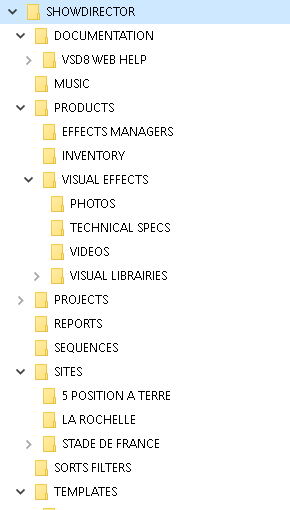 SHOWDIRECTOR
DOCUMENTATION
VSD8 WEB HELP
MUSIC
PRODUCTS
EFFECTS MANAGERS
INVENTORY
VISUAL EFFECTS
PHOTOS
TECHNICAL SPECS
VIDEOS
VISUAL LIBRAIRIES
PROJECTS
REPORTS
SEQUENCES
SITES
5 POSITION A TERRE
LA ROCHELLE
STADE DE FRANCE
SORTS FILTERS
TEMPLATES